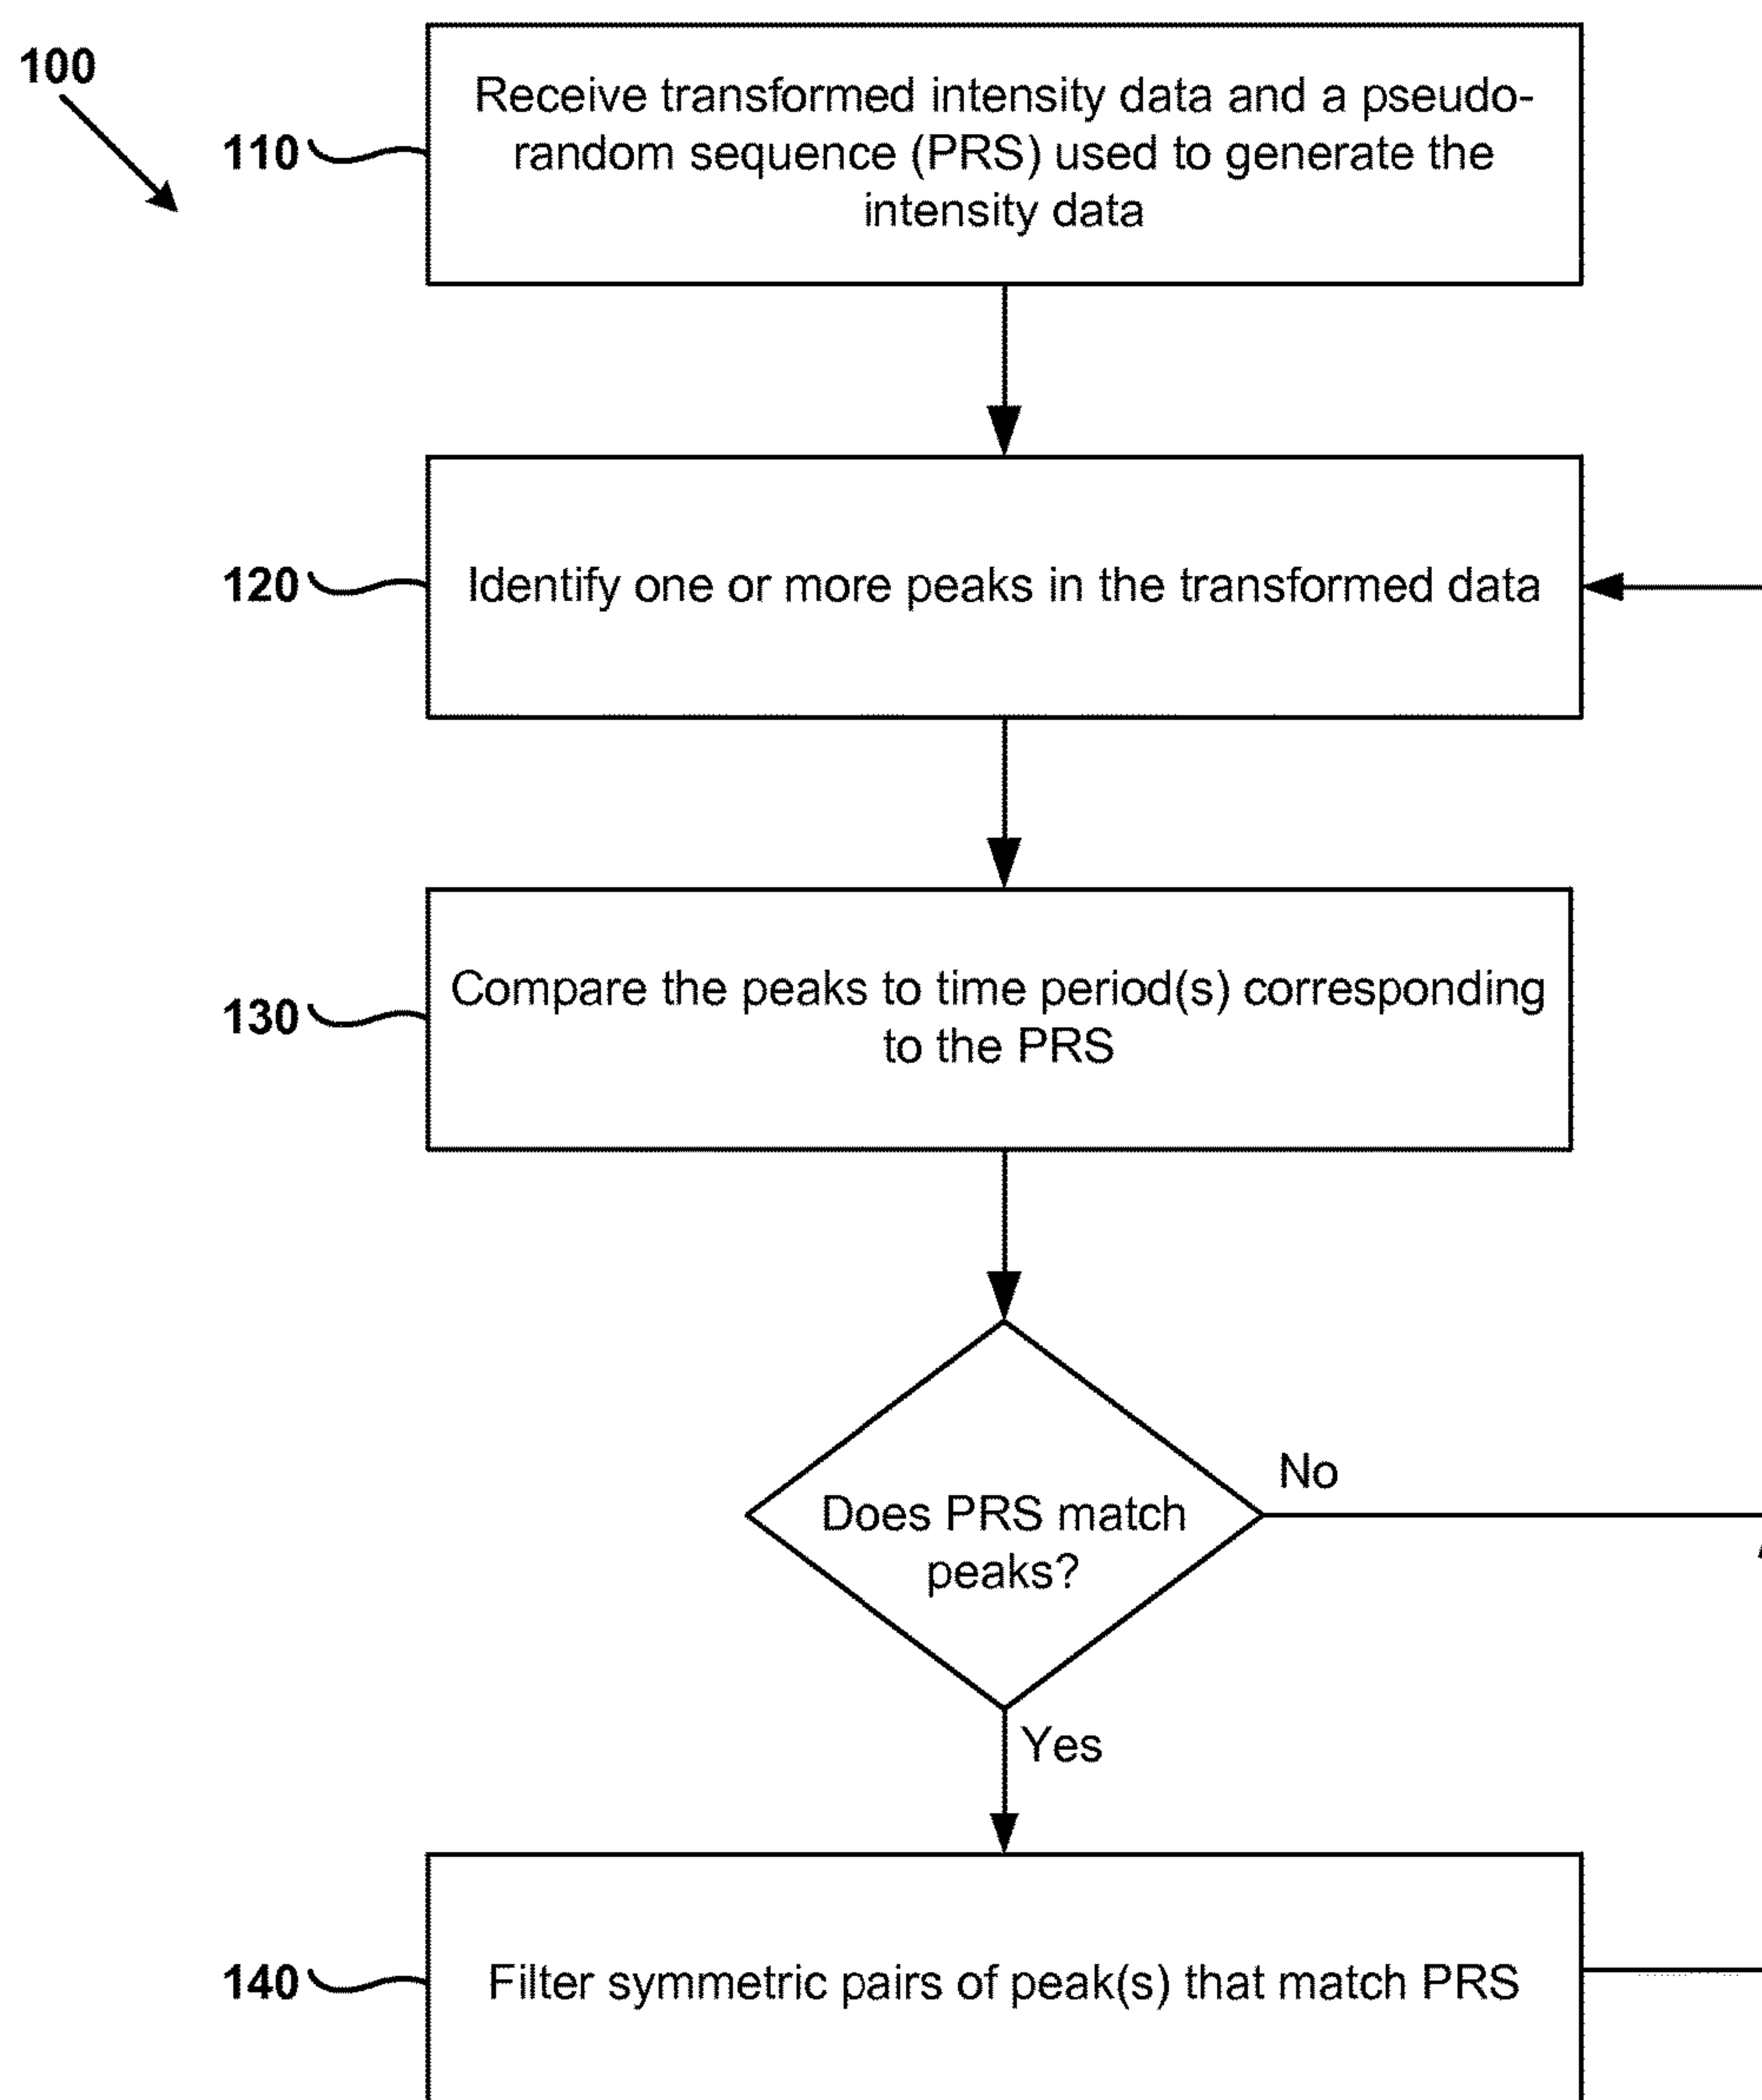 100
110
Receive transformed intensity data and a pseudo-
random sequence (PRS) used to generate the
intensity data
120
Identify one or more peaks in the transformed data
130
Compare the peaks to time period(s) corresponding
to the PRS
Does PRS match
peaks?
No
Yes
140
Filter symmetric pairs of peak(s) that match PRS